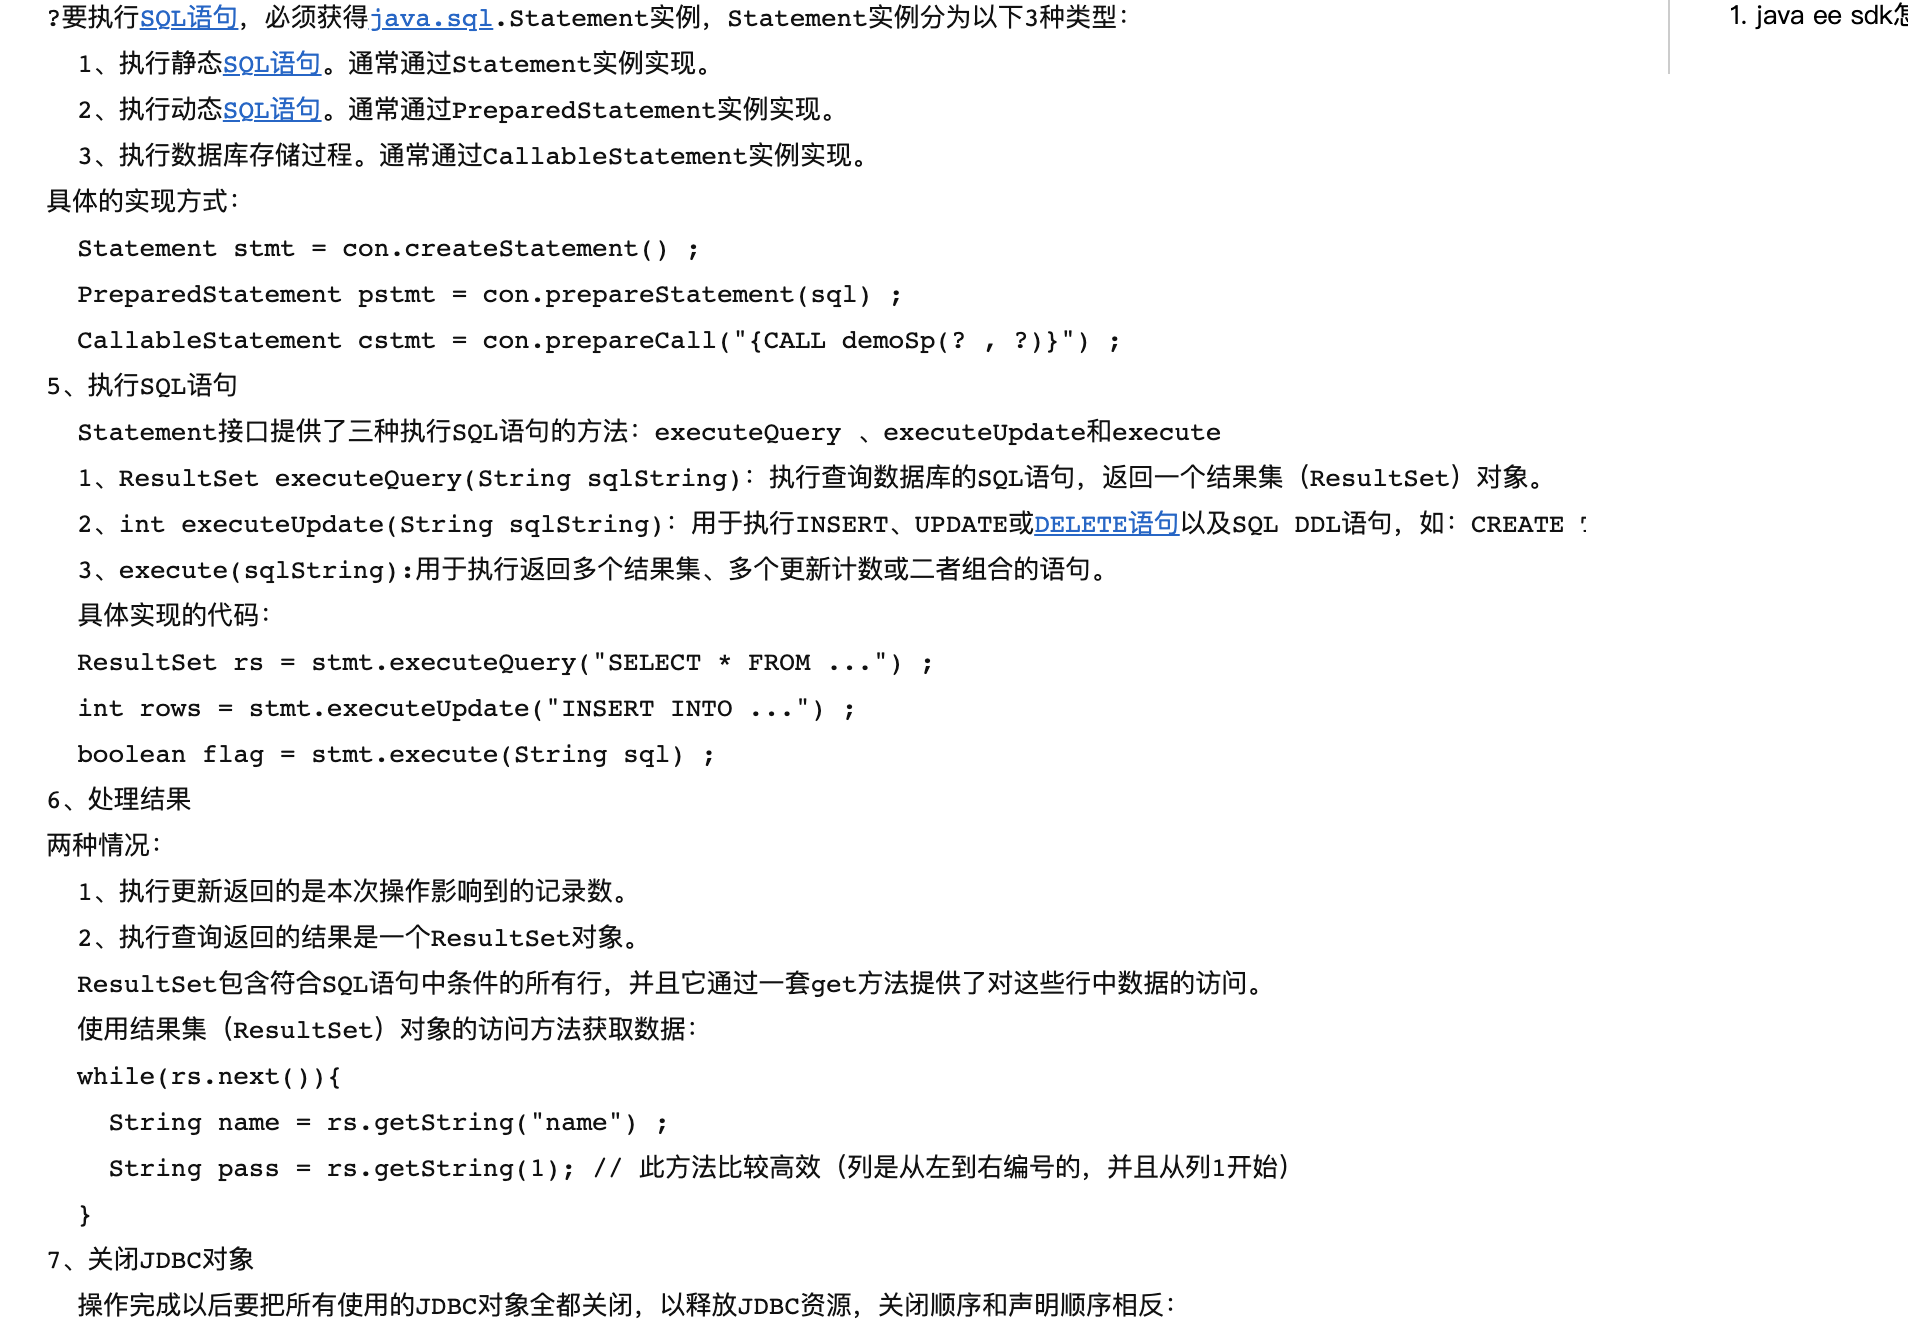 ?要执行SQL语句，必须获得java.sql.Statement实例，Statement实例分为以下3种类型：
1、执行静态SQL语句。通常通过Statement实例实现。
2、执行动态SQL语句。通常通过PreparedStatement实例实现。
3、执行数据库存储过程。通常通过CallableStatement实例实现。
具体的实现方式：
Statement stmt = con.createStatement() ;
PreparedStatement pstmt = con.prepareStatement(sql) ;
CallableStatement cstmt = con.prepareCall("{CALL demoSp(? , ?)}") ;
5、执行SQL语句
Statement接口提供了三种执行SQL语句的方法：executeQuery 、executeUpdate和execute
1、ResultSet executeQuery(String sqlString)：执行查询数据库的SQL语句，返回一个结果集（ResultSet）对象。
2、int executeUpdate(String sqlString)：用于执行INSERT、UPDATE或DELETE语句以及SQL DDL语句，如：CREATE
3、execute(sqlString):用于执行返回多个结果集、多个更新计数或二者组合的语句。
具体实现的代码：
ResultSet rs = stmt.executeQuery("SELECT * FROM ...") ;
int rows = stmt.executeUpdate("INSERT INTO ...") ;
boolean flag = stmt.execute(String sql) ;
6、处理结果
两种情况：
1、执行更新返回的是本次操作影响到的记录数。
2、执行查询返回的结果是一个ResultSet对象。
ResultSet包含符合SQL语句中条件的所有行，并且它通过一套get方法提供了对这些行中数据的访问。
使用结果集（ResultSet）对象的访问方法获取数据：
while(rs.next()){
String name = rs.getString("name") ;
String pass = rs.getString(1); // 此方法比较高效（列是从左到右编号的，并且从列1开始）
}
7、关闭JDBC对象
操作完成以后要把所有使用的JDBC对象全都关闭，以释放JDBC资源，关闭顺序和声明顺序相反：
1. java ee sdk